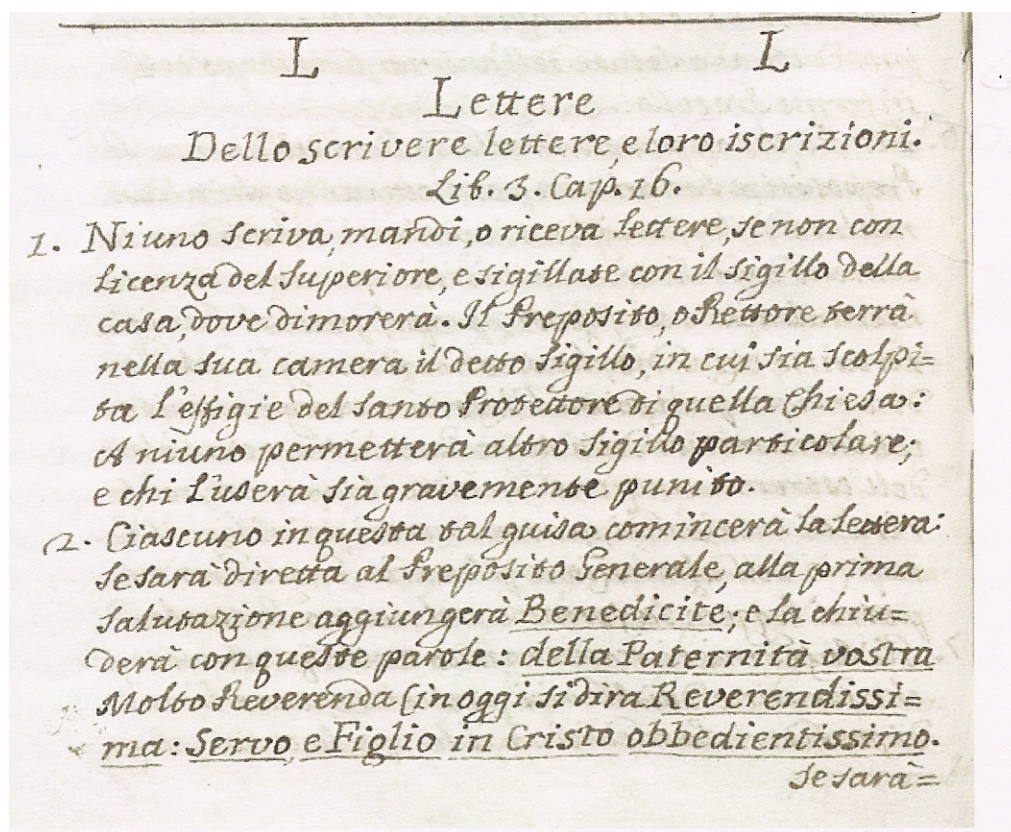 L L
Lettere
Dello scrivere lettere, e loro iscrizioni.
Lib. 3. Cap. 16.
1. Niuno scriva, mandi, o riceva lettere, se non con
licenza del Superiore, e sigillate con il sigillo della
casa, dove dimorerà. Il Preposito, o Rettore terrà
nella sua camera il detto sigillo, in cui sia scolpi=
ta l'effigie del Santo Protettore di quella Chiesa:
A niuno permetterà altro sigillo particolare;
e chi l'userà sia gravemente punito.
2. Ciascuno in questa tal guisa comincerà la lettera:
se sarà diretta al Preposito Generale, alla prima
salutazione aggiungerà Benedicite; e la chiu=
derà con queste parole: della Paternità vostra
Molto Reverenda (in oggi si dira Reverendissi=
ma: Servo, e Figlio in Cristo obbedientissimo.
se sarà=